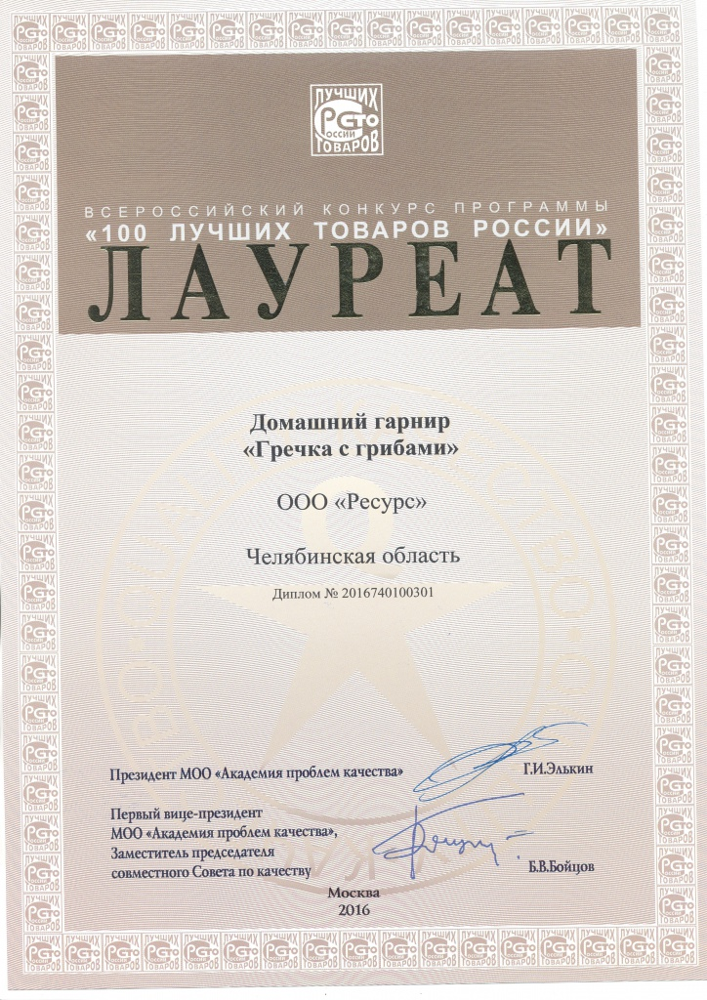 ЛУЧШИХ
РСТО
РОССИИ
ТОВАРОВ
ВСЕРОССИЙСКИЙ КОНКУРС ПРОГРАММЫ
«100 ЛУЧШИХ ТОВАРОВ РОССИИ»
ЛАУРЕАТ
Домашний гарнир
«Гречка с грибами»
ООО «Ресурс»
Челябинская область
Диплом № 2016740100301
Президент МОО «Академия проблем качества»
Г.И.Элькин
Первый вице-президент
МОО «Академия проблем качества»,
Заместитель председателя
совместного Совета по качеству
Б.В.Бойцов
Москва
2016